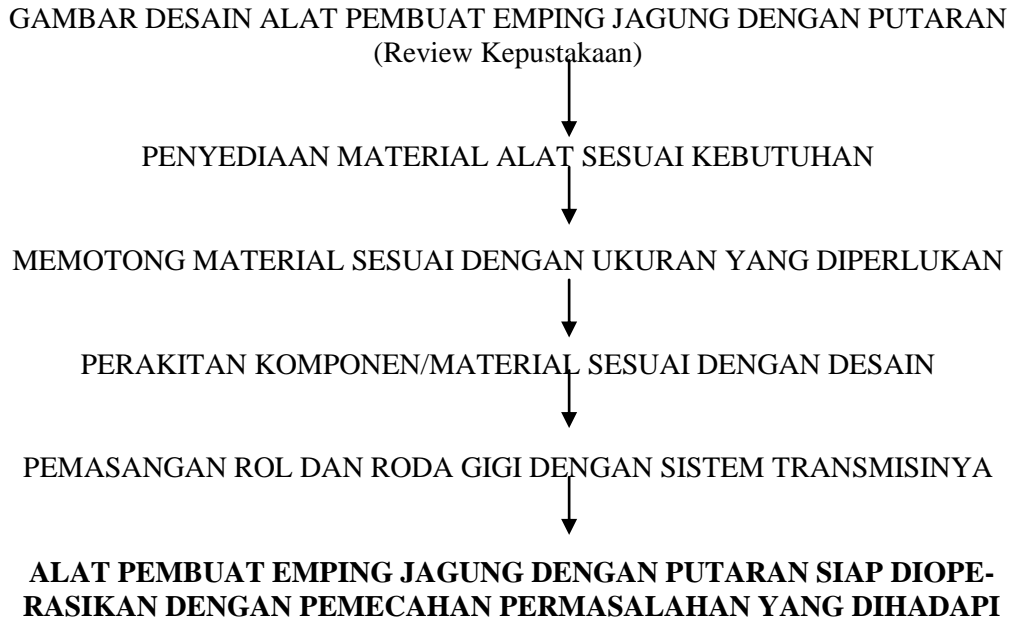 GAMBAR DESAIN ALAT PEMBUAT EMPING JAGUNG DENGAN PUTARAN
(Review Kepustakaan)
PENYEDIAAN MATERIAL ALAT SESUAI KEBUTUHAN
MEMOTONG MATERIAL SESUAI DENGAN UKURAN YANG DIPERLUKAN
PERAKITAN KOMPONEN/MATERIAL SESUAI DENGAN DESAIN
PEMASANGAN ROL DAN RODA GIGI DENGAN SISTEM TRANSMISINYA
ALAT PEMBUAT EMPING JAGUNG DENGAN PUTARAN SIAP DIOPE-
RASIKAN DENGAN PEMECAHAN PERMASALAHAN YANG DIHADAPI